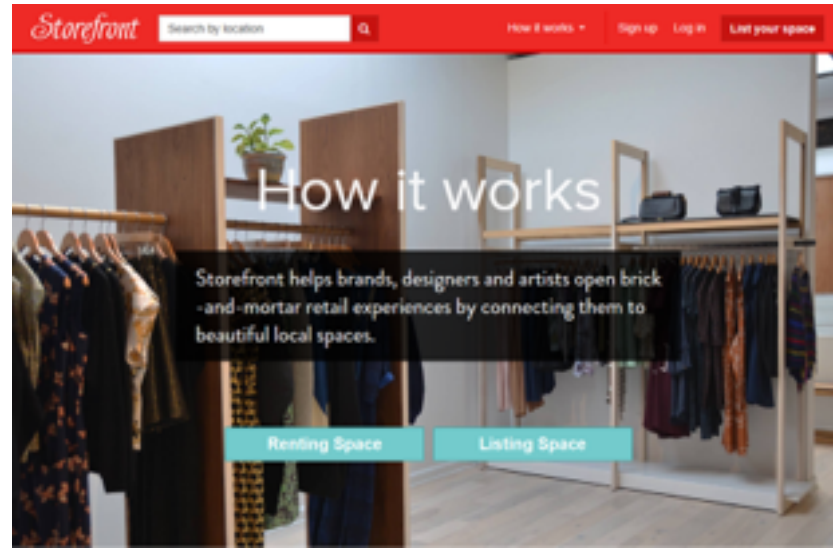 Storefront
Search by location
How it works
Sign up
Log in
List your space
How it works
Storefront helps brands, designers and artists open brick
-and-mortar retail experiences by connecting them to
beautiful local spaces.
Renting Space
Listing Space